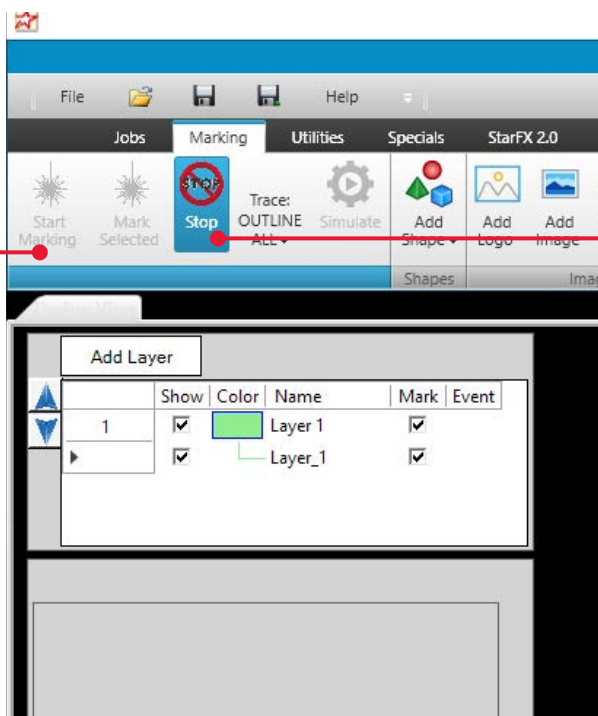 File Help
Jobs Marking Utilities Specials StarFX 2.0
Start Marking
Mark Selected
STOP
Stop
Trace: OUTLINE ALL
Simulate
Add Shape
Add Logo
Add Image
Shapes
Add Layer
Show Color Name Mark Event
1 Layer 1
Layer_1